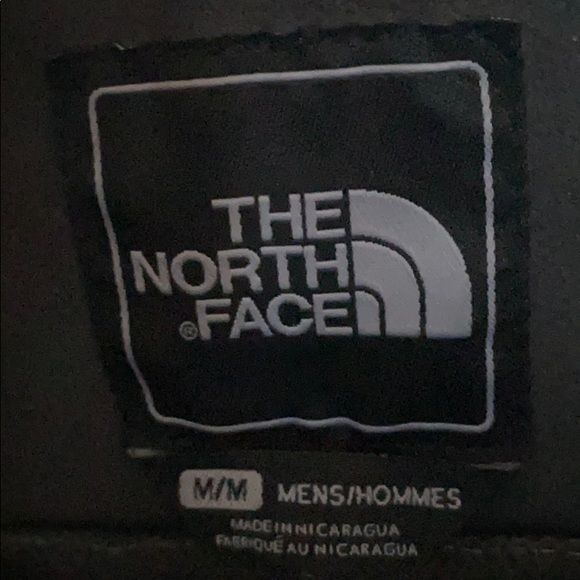 THE
NORTH
®FACE
M/M MENS/HOMMES
MADE IN NICARAGUA
FABRIQUÉ AU NICARAGUA